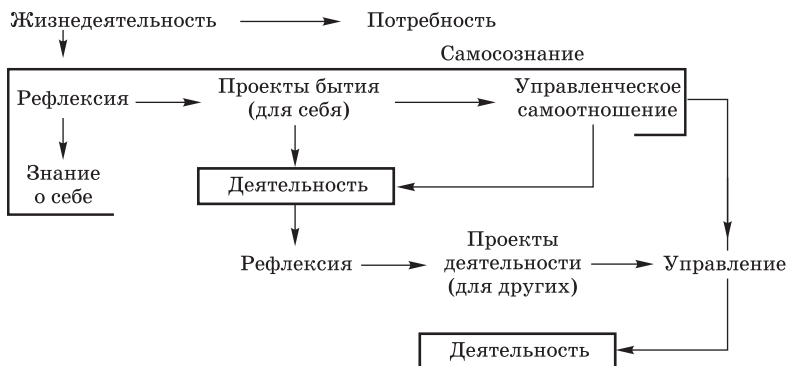 Жизнедеятельность Потребность
Самосознание
Рефлексия
Проекты бытия
(для себя)
Управленческое
самоотношение
Знание
о себе
Деятельность
Рефлексия
Проекты
деятельности
(для других)
Управление
Деятельность